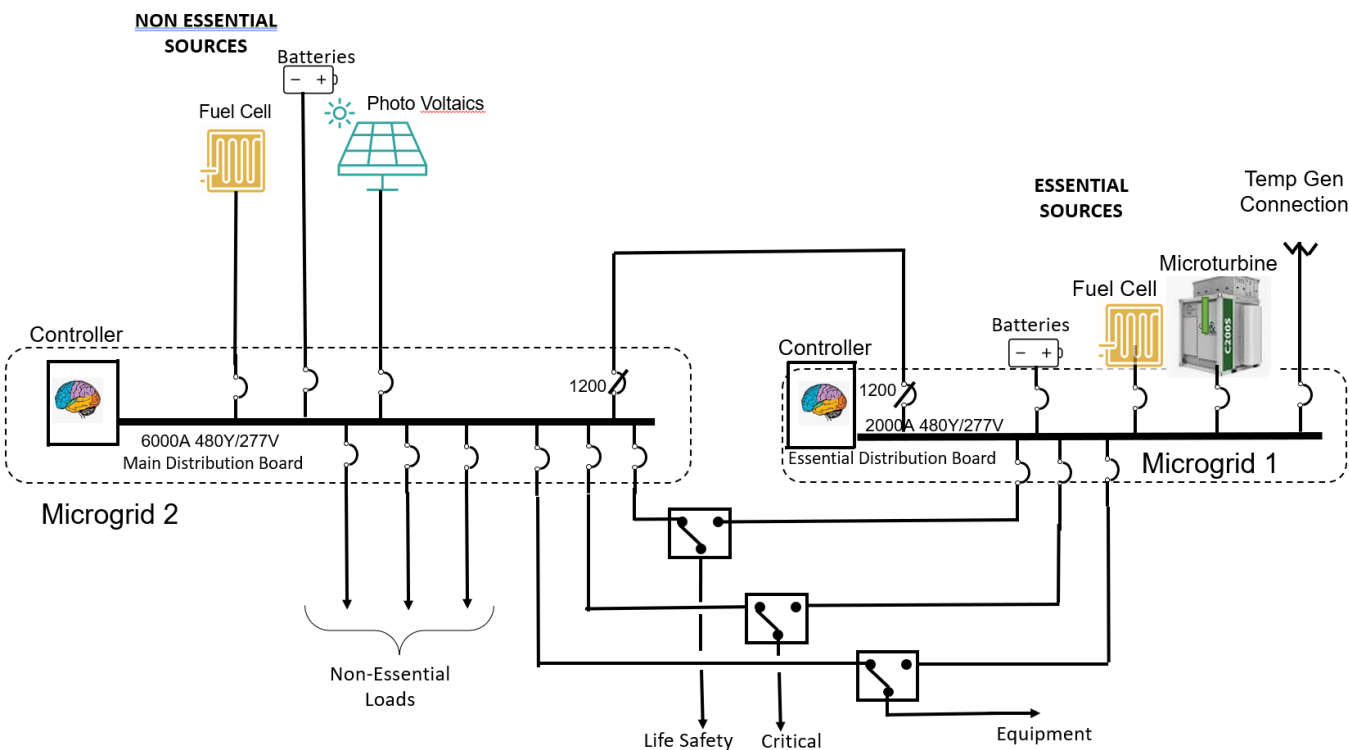 NON ESSENTIAL
SOURCES
Batteries
- +
Fuel Cell
Photo Voltaics
ESSENTIAL
SOURCES
Temp Gen
Connection
Microturbine
Fuel Cell
C200S
Batteries
- +
Controller
Controller
1200
1200
2000A 480Y/277V
6000A 480Y/277V
Main Distribution Board
Essential Distribution Board
Microgrid 1
Microgrid 2
Non-Essential
Loads
Life Safety
Critical
Equipment